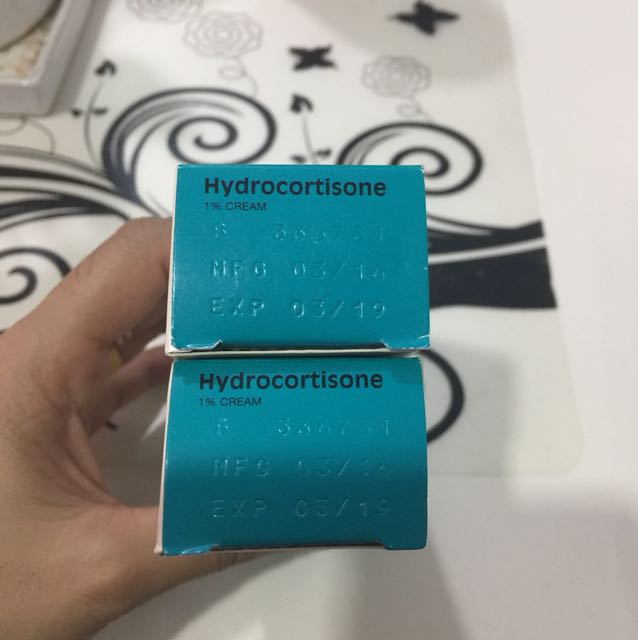 Hydrocortisone
1% CREAM
MFG 03/16
EXP 03/19
Hydrocortisone
1% CREAM
MFG 03/16
EXP 03/19